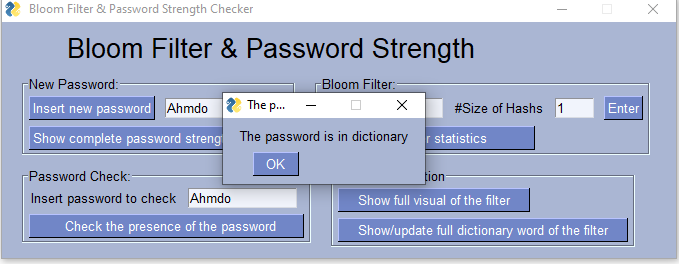 Bloom Filter & Password Strength Checker
Bloom Filter & Password Strength
New Password:
Insert new password Ahmdo
Show complete password streng
Bloom Filter:
#Size of Hashs 1 Enter
r statistics
The p...
The password is in dictionary
OK
Password Check:
Insert password to check Ahmdo
Check the presence of the password
tion
Show full visual of the filter
Show/update full dictionary word of the filter